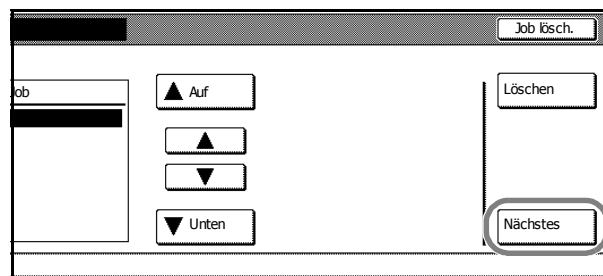 Job lösch.
Job
Auf
Löschen
Unten
Nächstes